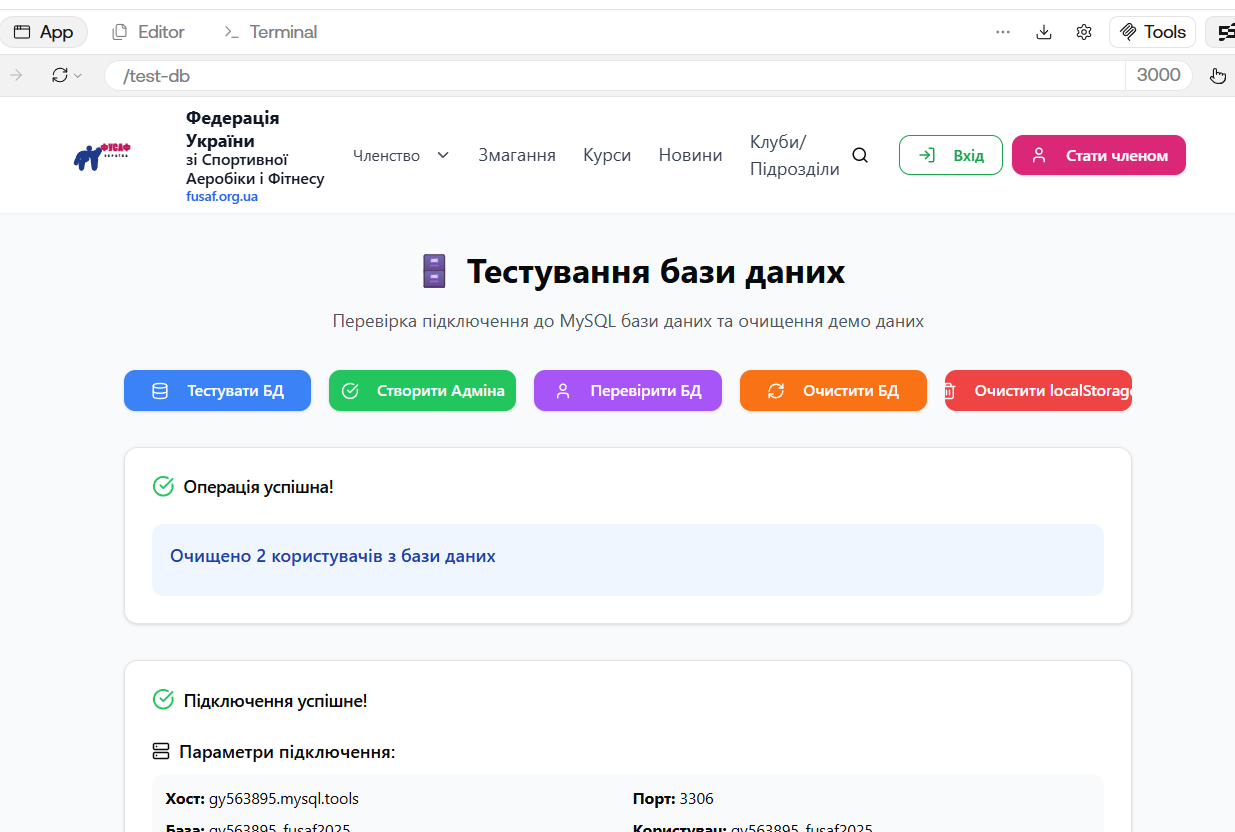 App Editor Terminal ... Tools
/test-db 3000
ФУСАФ
УКРАЇНА
Федерація
України
зі Спортивної
Аеробіки і Фітнесу
fusaf.org.ua
Членство Змагання Курси Новини Клуби/
Підрозділи
Вхід Стати членом
Тестування бази даних
Перевірка підключення до MySQL бази даних та очищення демо даних
Тестувати БД Створити Адміна Перевірити БД Очистити БД Очистити localStorage
Операція успішна!
Очищено 2 користувачів з бази даних
Підключення успішне!
Параметри підключення:
Хост: gy563895.mysql.tools Порт: 3306
База: gy563895_fusaf2025 Користувач: gy563895_fusaf2025